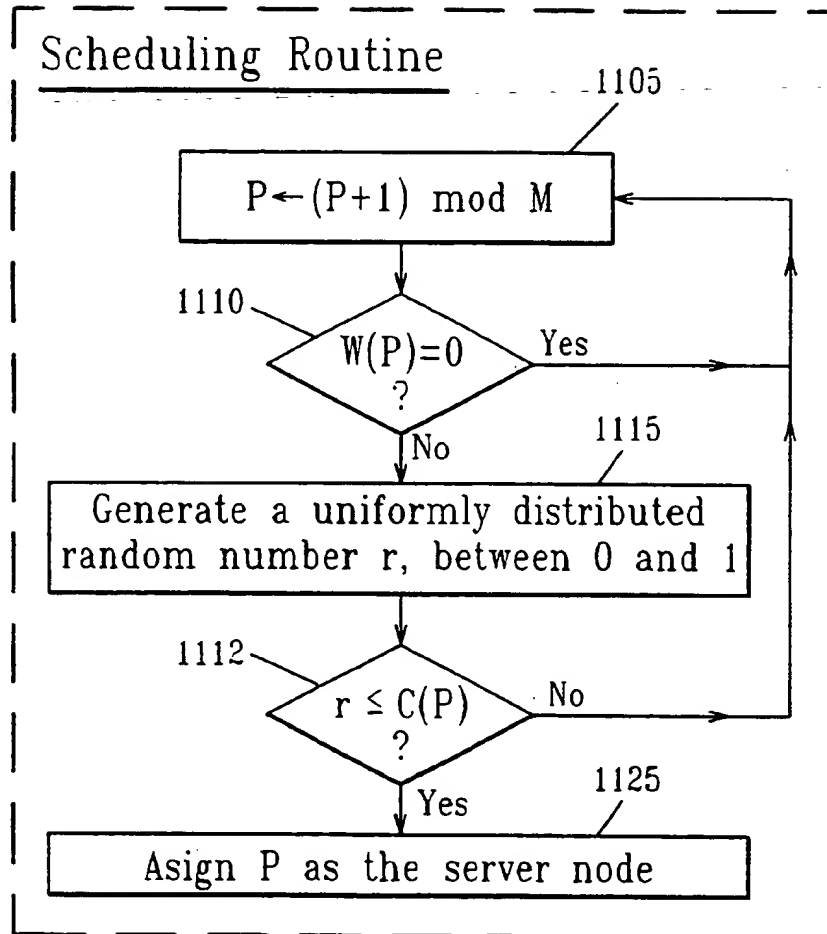 Scheduling Routine
1105
P←(P+1) mod M
1110
W(P)=0
?
Yes
No
1115
Generate a uniformly distributed
random number r, between 0 and 1
1112
r ≤ C(P)
?
No
Yes
1125
Asign P as the server node